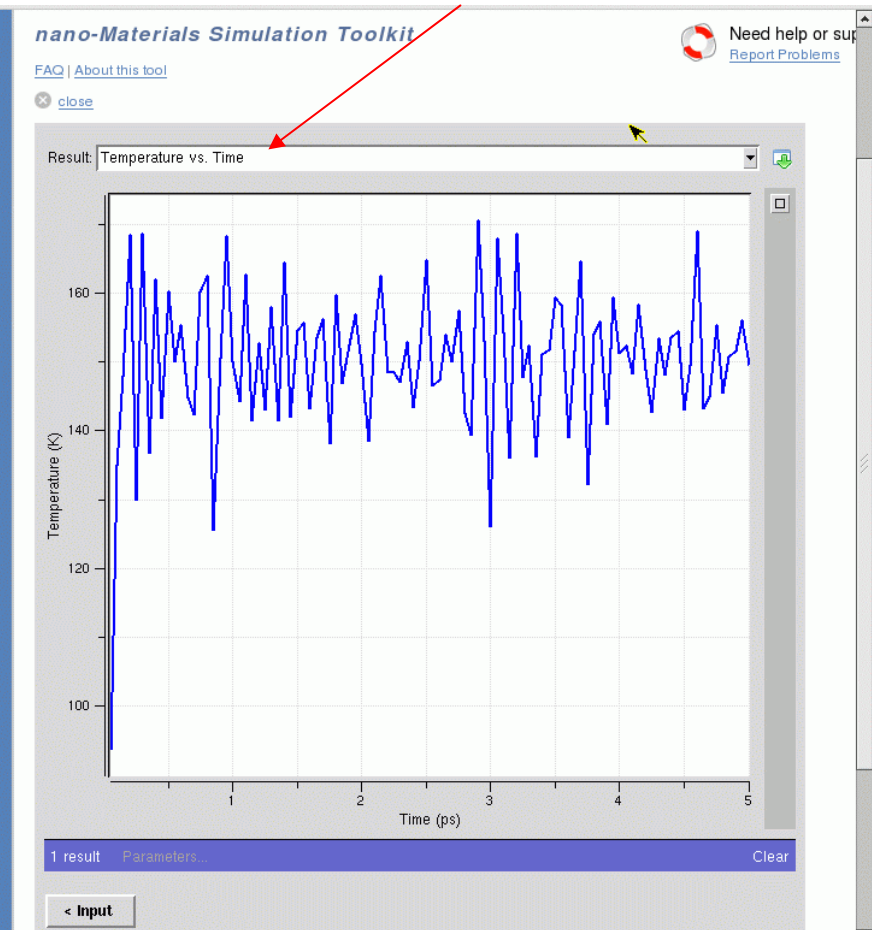 nano-Materials Simulation Toolkit
Need help or sup
Report Problems
FAQ | About this tool
close
Result: Temperature vs. Time
160
140
120
100
Temperature (K)
1 2 3 4 5
Time (ps)
1 result Parameters... Clear
< Input